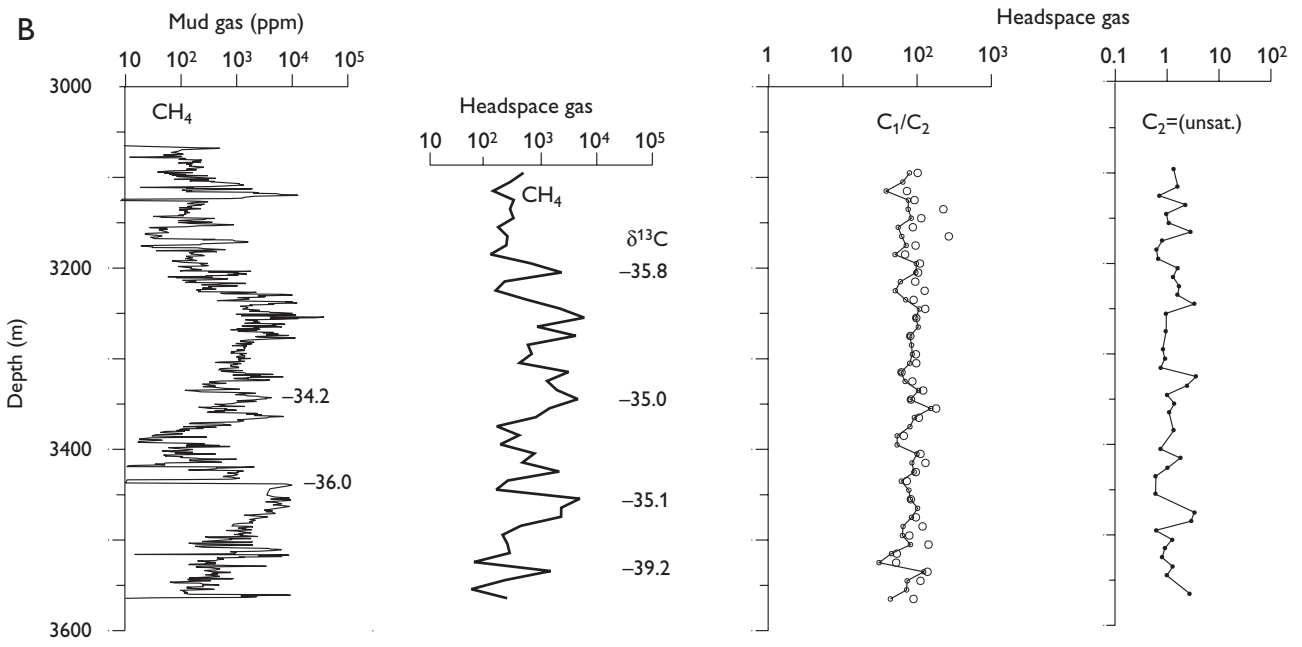 B
Mud gas (ppm)
10 10² 10³ 10⁴ 10⁵
CH₄
Headspace gas
10 10² 10³ 10⁴ 10⁵
CH₄
δ¹³C
–35.8
–34.2
–35.0
–36.0
–35.1
–39.2
Depth (m)
3000
3200
3400
3600
Headspace gas
1 10 10² 10³
C₁/C₂
0.1 1 10 10²
C₂=(unsat.)